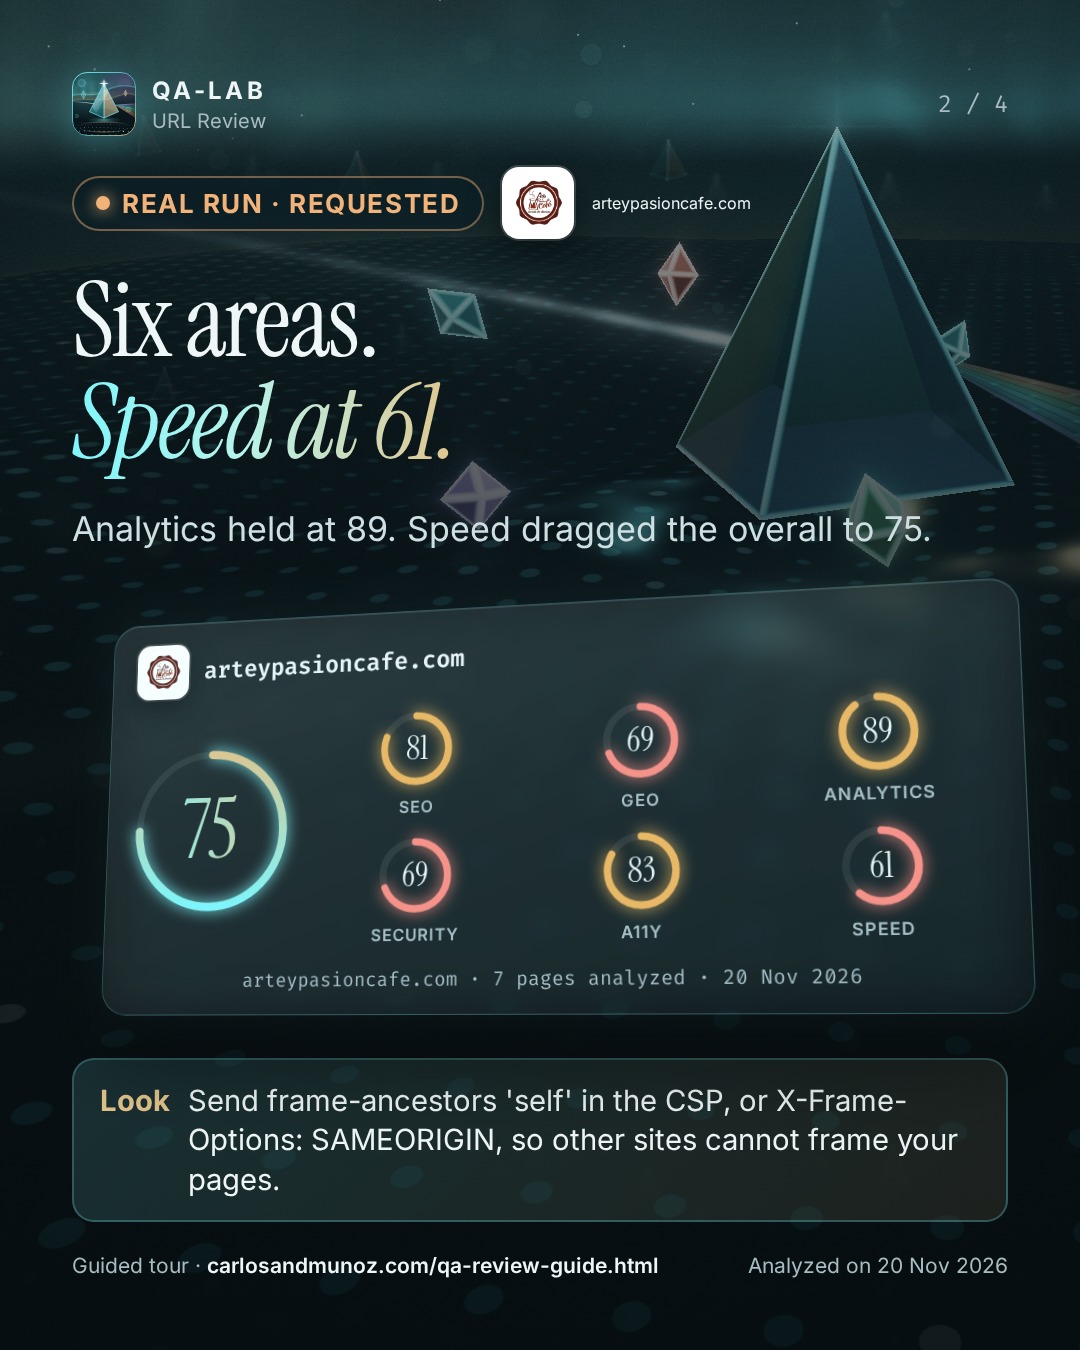 QA-LAB
URL Review
2 / 4
REAL RUN · REQUESTED
arteypasioncafe.com
Six areas.
Speed at 61.
Analytics held at 89. Speed dragged the overall to 75.
arteypasioncafe.com
75
81
SEO
69
GEO
89
ANALYTICS
69
SECURITY
83
A11Y
61
SPEED
arteypasioncafe.com · 7 pages analyzed · 20 Nov 2026
Look Send frame-ancestors 'self' in the CSP, or X-Frame-
Options: SAMEORIGIN, so other sites cannot frame your
pages.
Guided tour · carlosandmunoz.com/qa-review-guide.html
Analyzed on 20 Nov 2026